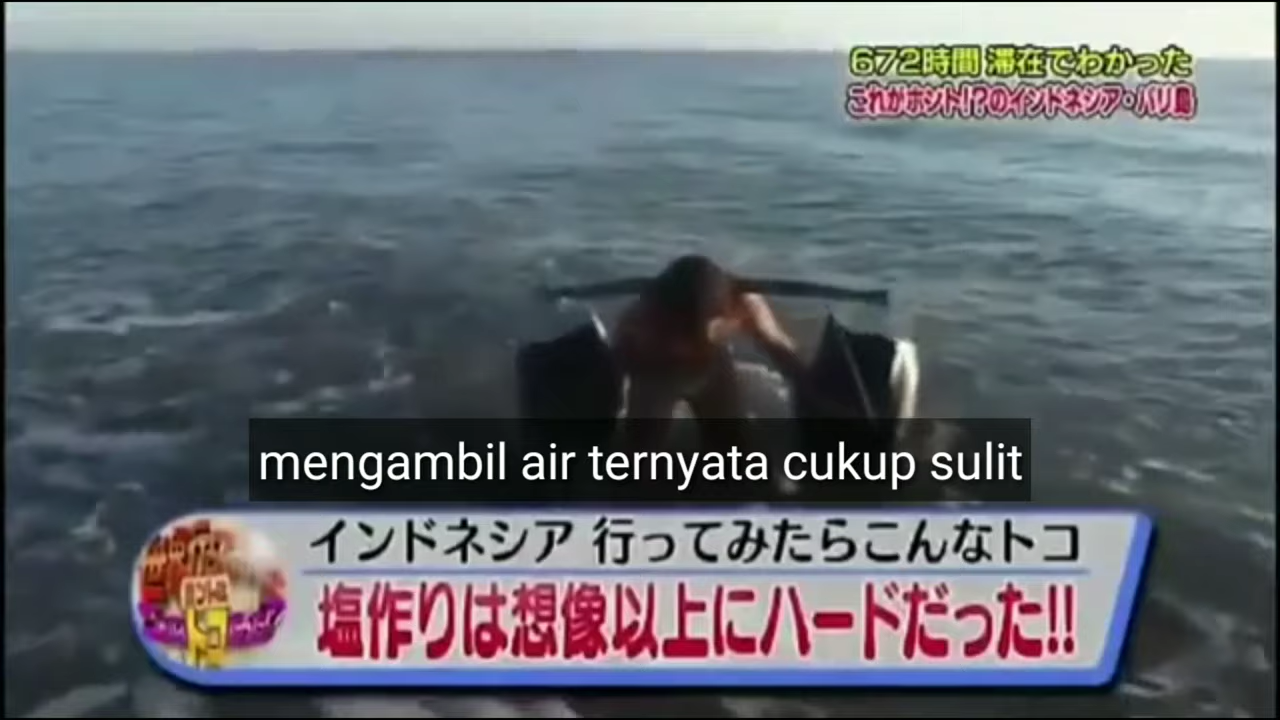 672時間 滞在でわかった
これがホント!?のインドネシア・バリ島
mengambil air ternyata cukup sulit
インドネシア 行ってみたらこんなトコ
塩作りは想像以上にハードだった!!